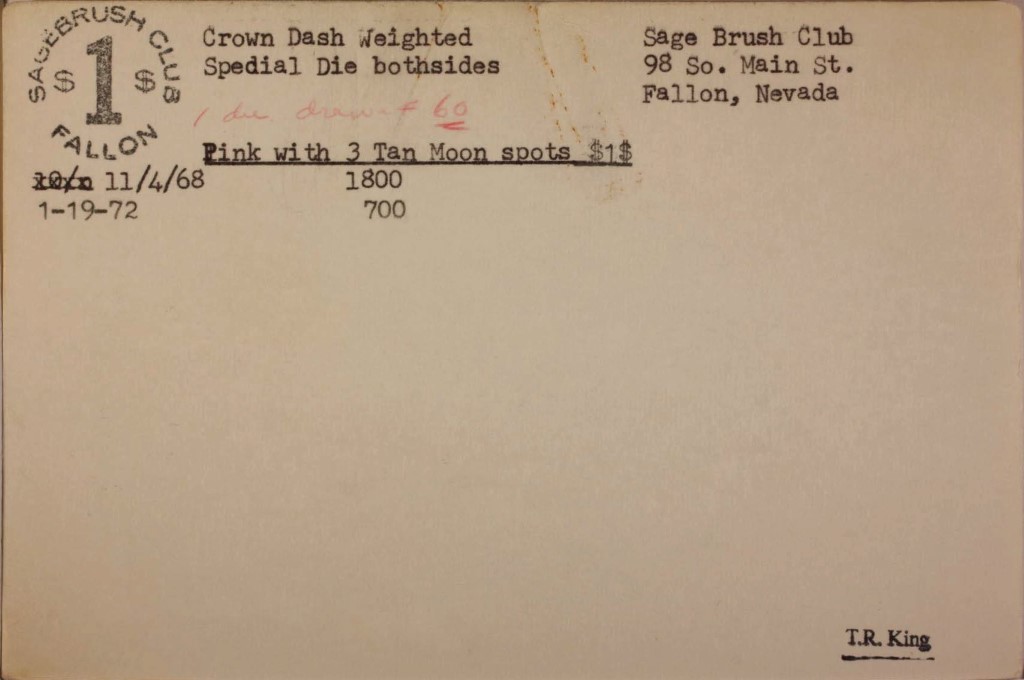 SAGEBRUSH CLUB
$ 1 $
FALLON
Crown Dash Weighted
Spedial Die bothsides
1 die drawer # 60
Pink with 3 Tan Moon spots $1$
11/4/68 1800
1-19-72 700
Sage Brush Club
98 So. Main St.
Fallon, Nevada
T.R. King